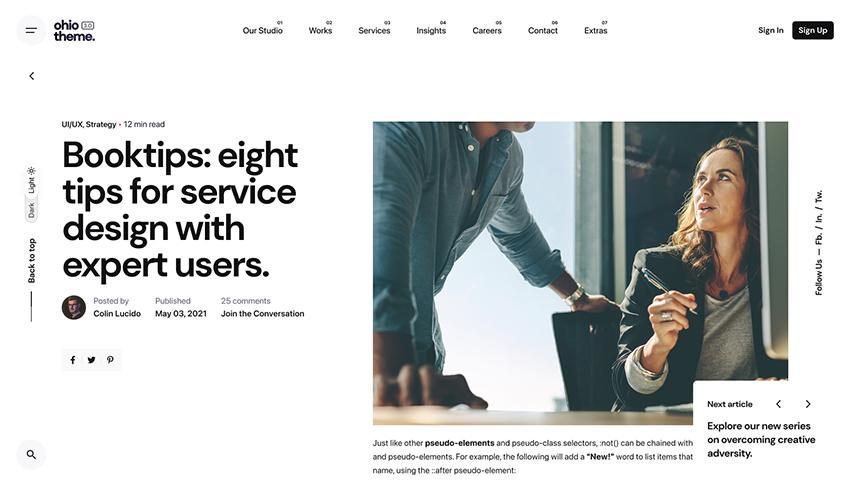 ohio 3.0
theme.
Our Studio 01
Works 02
Services 03
Insights 04
Careers 05
Contact 06
Extras 07
Sign In
Sign Up
UI/UX, Strategy • 12 min read
Booktips: eight
tips for service
design with
expert users.
Posted by
Colin Lucido
Published
May 03, 2021
25 comments
Join the Conversation
Light
Dark
Back to top
Follow Us — Fb. / In. / Tw.
Just like other pseudo-elements and pseudo-class selectors, :not() can be chained with
and pseudo-elements. For example, the following will add a "New!" word to list items that
name, using the ::after pseudo-element:
Next article
Explore our new series
on overcoming creative
adversity.